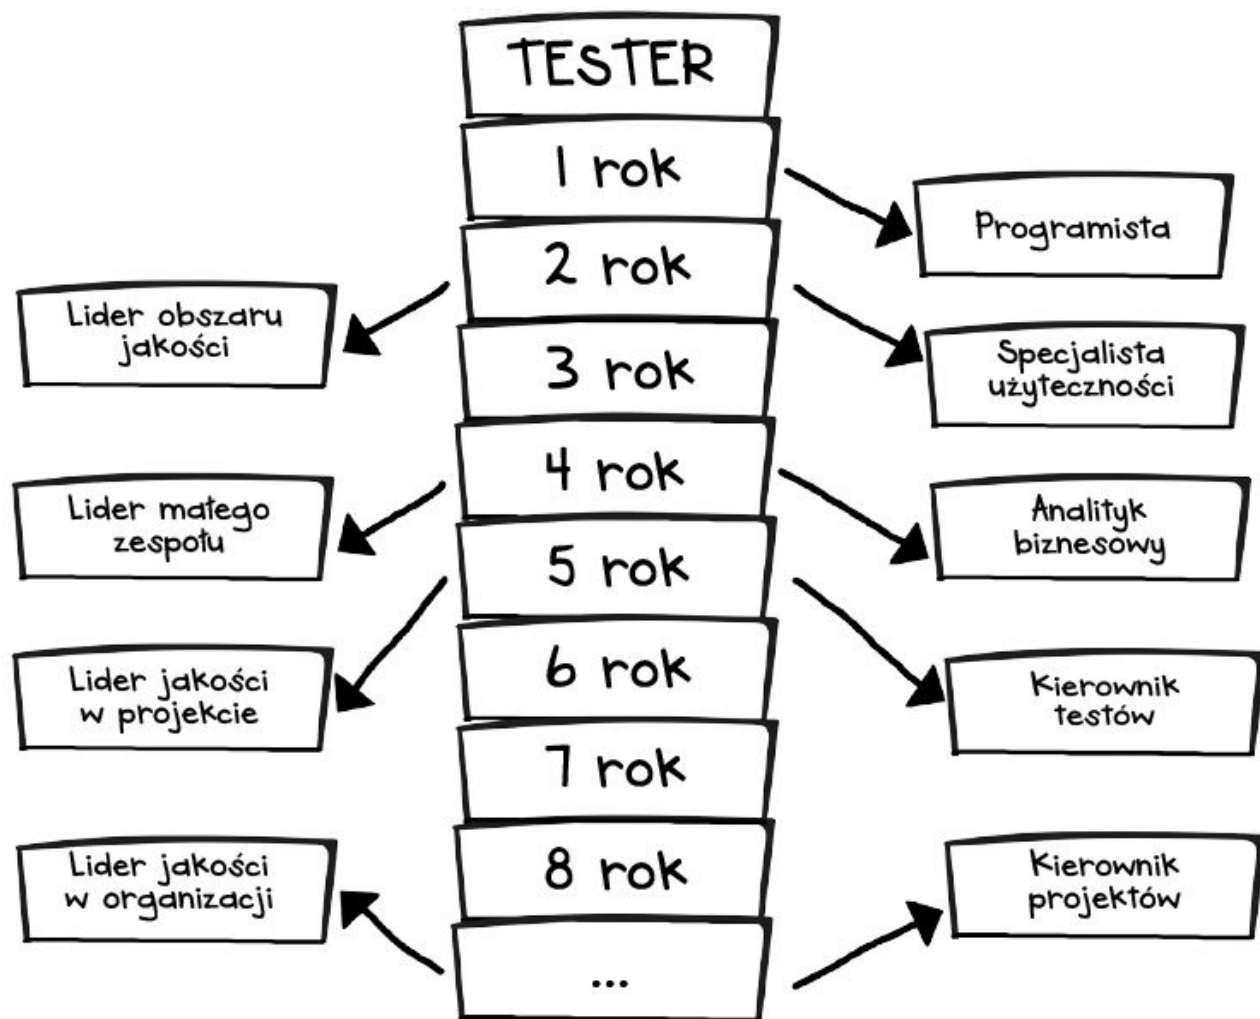 TESTER
1 rok
Programista
2 rok
Lider obszaru
jakości
3 rok
Specjalista
użyteczności
4 rok
Lider małego
zespołu
Analityk
biznesowy
5 rok
6 rok
Lider jakości
w projekcie
Kierownik
testów
7 rok
8 rok
Lider jakości
w organizacji
Kierownik
projektów
...